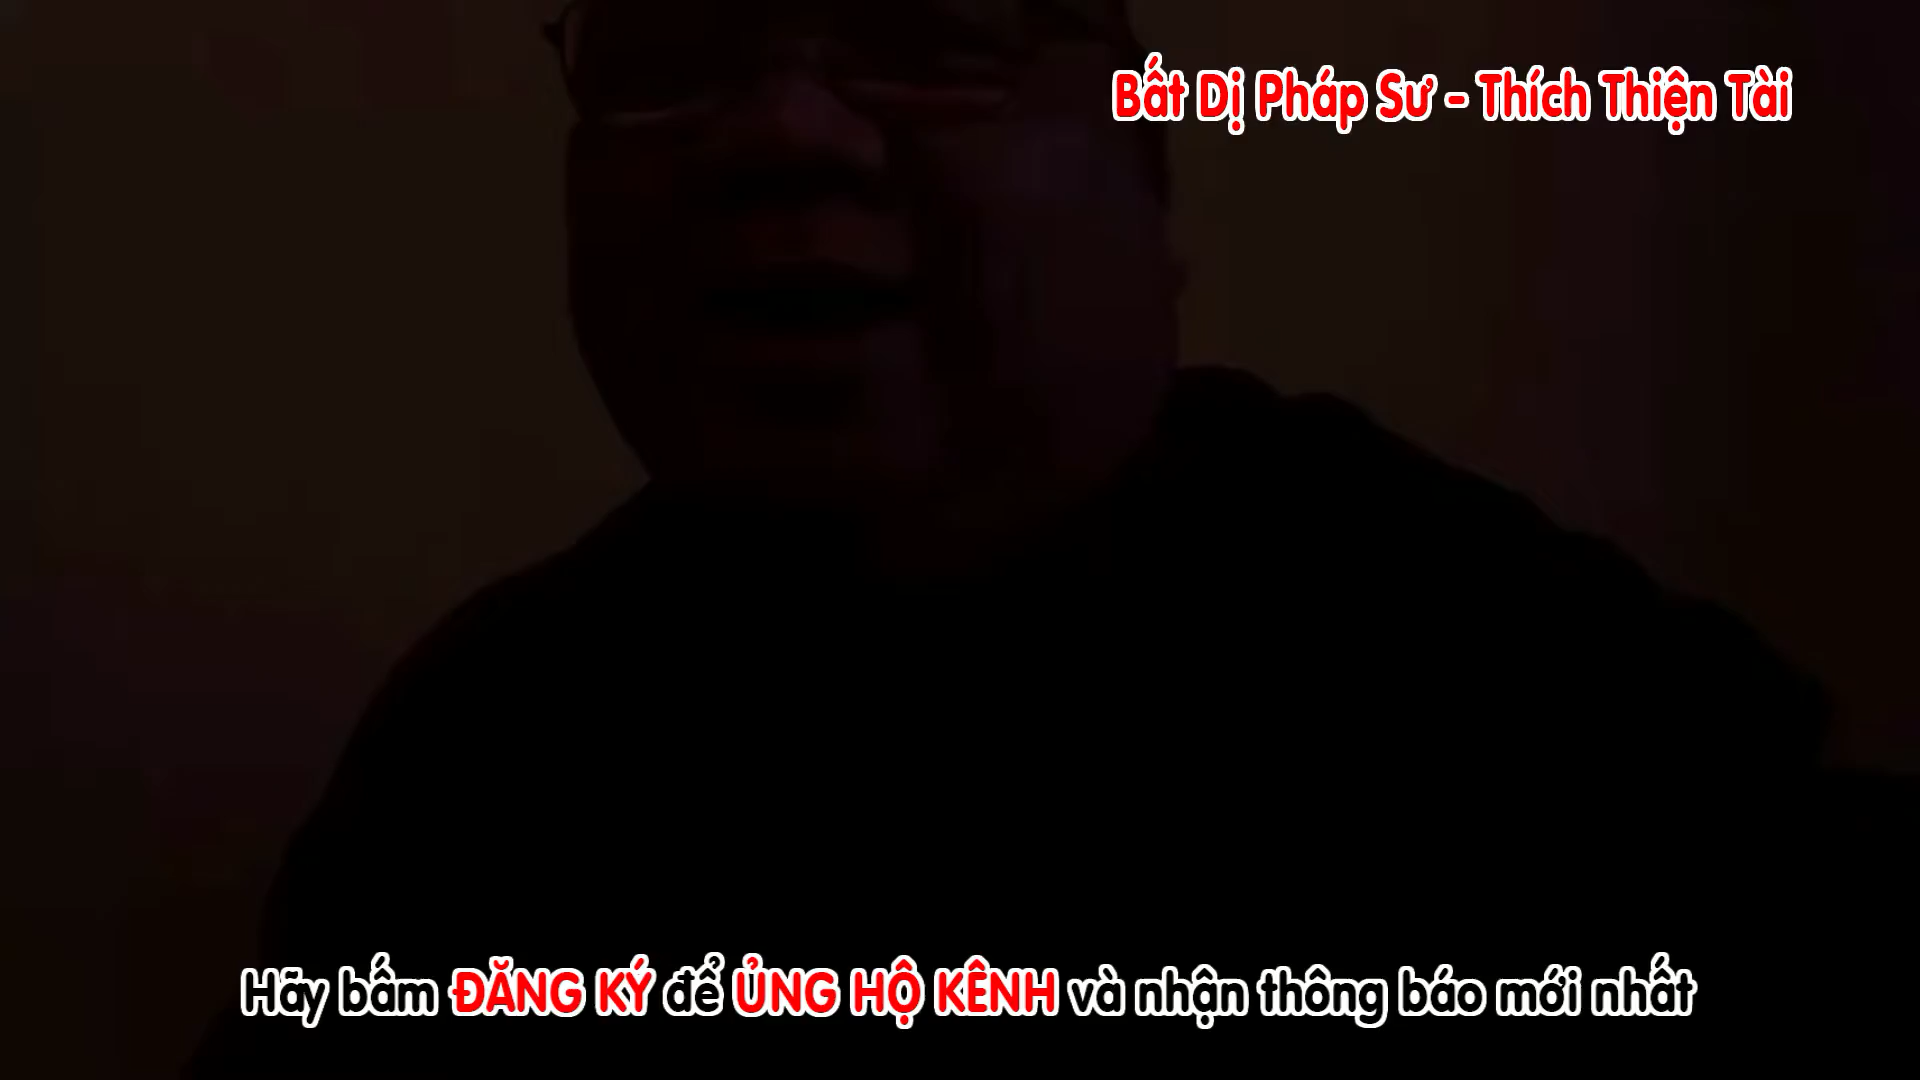 Bất Dị Pháp Sư - Thích Thiện Tài
Hãy bấm ĐĂNG KÝ để ỦNG HỘ KÊNH và nhận thông báo mới nhất